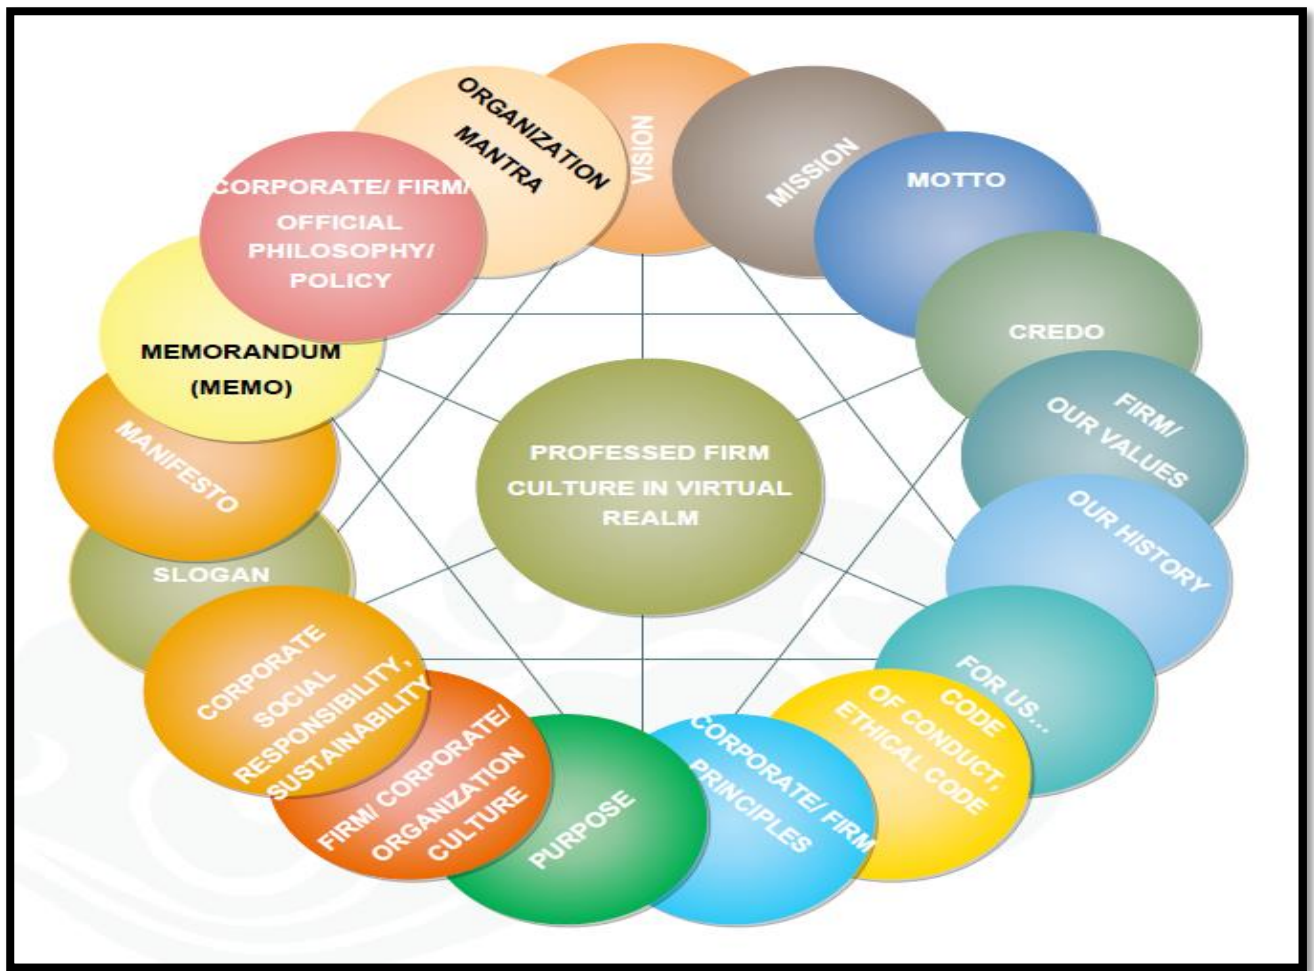 VISION
MISSION
MOTTO
CREDO
FIRM/
OUR VALUES
OUR HISTORY
FOR US...
CODE
OF CONDUCT,
ETHICAL CODE
CORPORATE/ FIRM
PRINCIPLES
PURPOSE
FIRM/ CORPORATE/
ORGANIZATION
CULTURE
CORPORATE
SOCIAL
RESPONSIBILITY,
SUSTAINABILITY
SLOGAN
MANIFESTO
MEMORANDUM
(MEMO)
CORPORATE/ FIRM/
OFFICIAL
PHILOSOPHY/
POLICY
ORGANIZATION
MANTRA
PROFESSED FIRM
CULTURE IN VIRTUAL
REALM